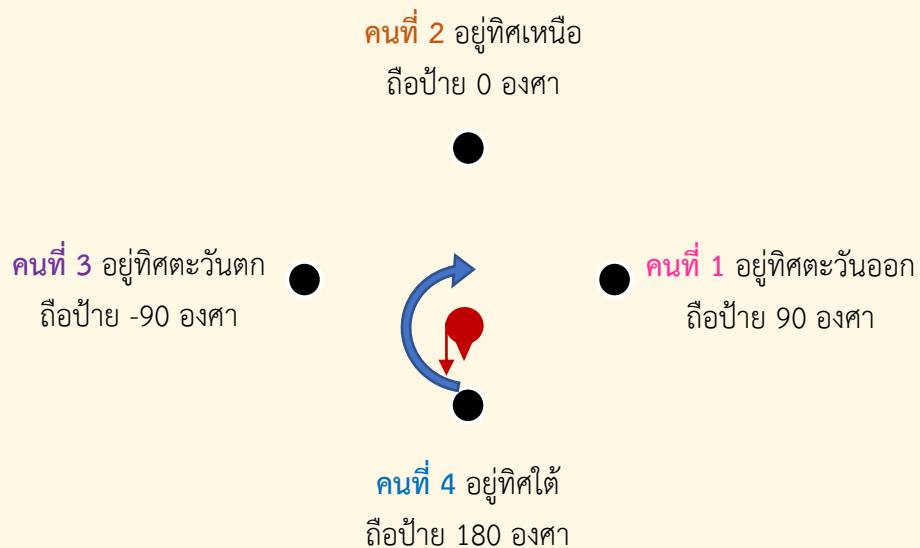 คนที่ 2 อยู่ทิศเหนือ
ถือป้าย 0 องศา
คนที่ 3 อยู่ทิศตะวันตก
ถือป้าย -90 องศา
คนที่ 1 อยู่ทิศตะวันออก
ถือป้าย 90 องศา
คนที่ 4 อยู่ทิศใต้
ถือป้าย 180 องศา